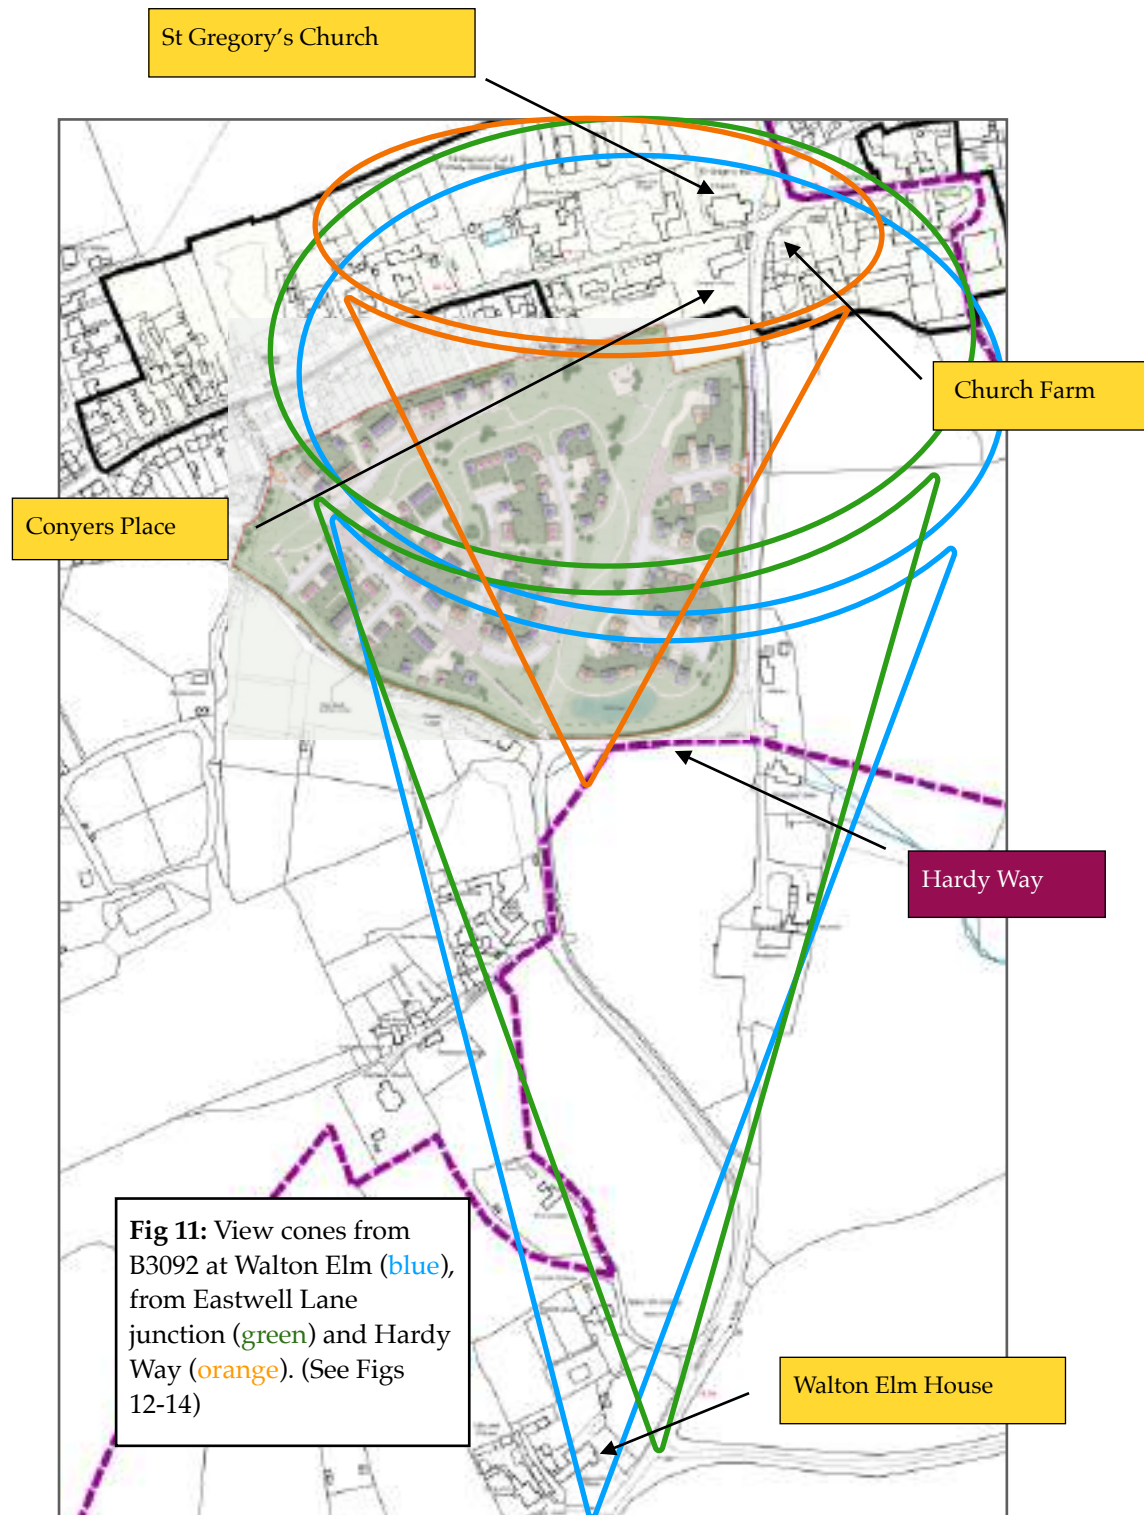 St Gregory's Church
Church Farm
Conyers Place
Hardy Way
Fig 11: View cones from
B3092 at Walton Elm (blue),
from Eastwell Lane
junction (green) and Hardy
Way (orange). (See Figs
12-14)
Walton Elm House